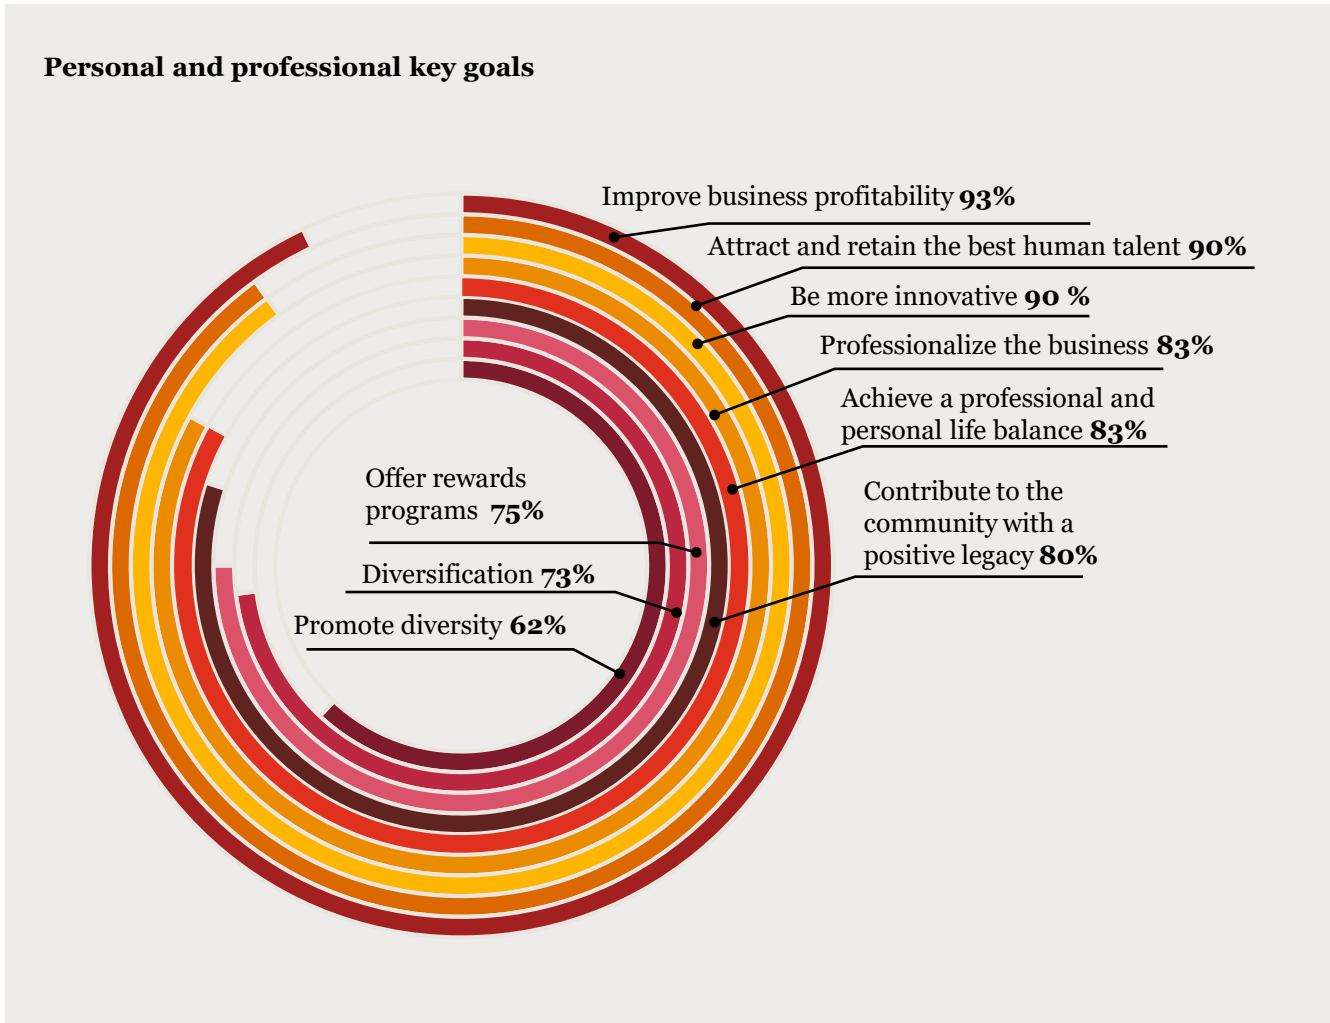 Personal and professional key goals
Improve business profitability 93%
Attract and retain the best human talent 90%
Be more innovative 90 %
Professionalize the business 83%
Achieve a professional and
personal life balance 83%
Contribute to the
community with a
positive legacy 80%
Offer rewards
programs 75%
Diversification 73%
Promote diversity 62%